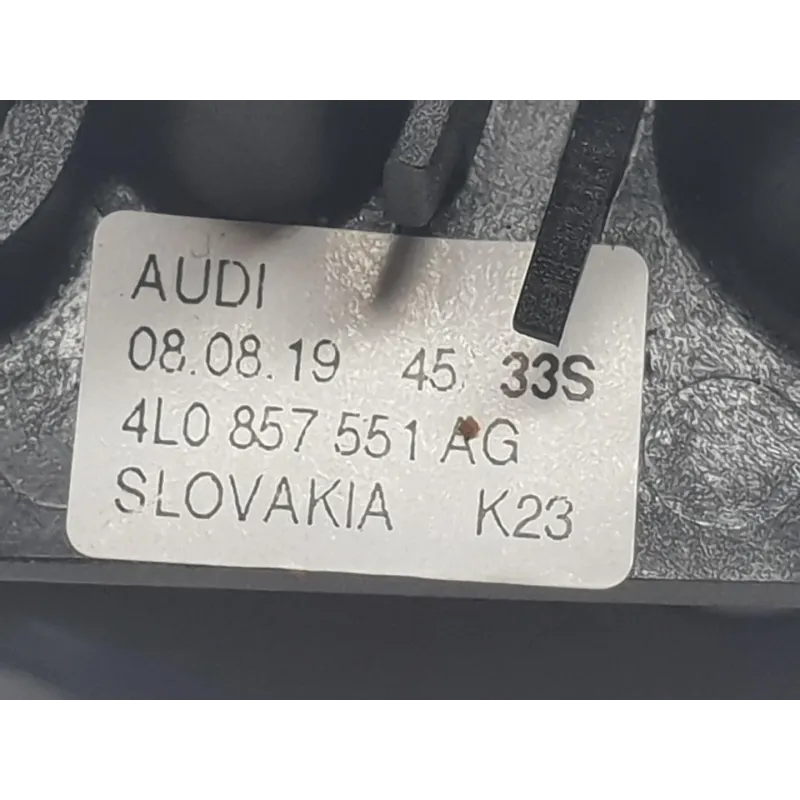 AUDI
08.08.19 45 33S
4L0 857 551 AG
SLOVAKIA K23